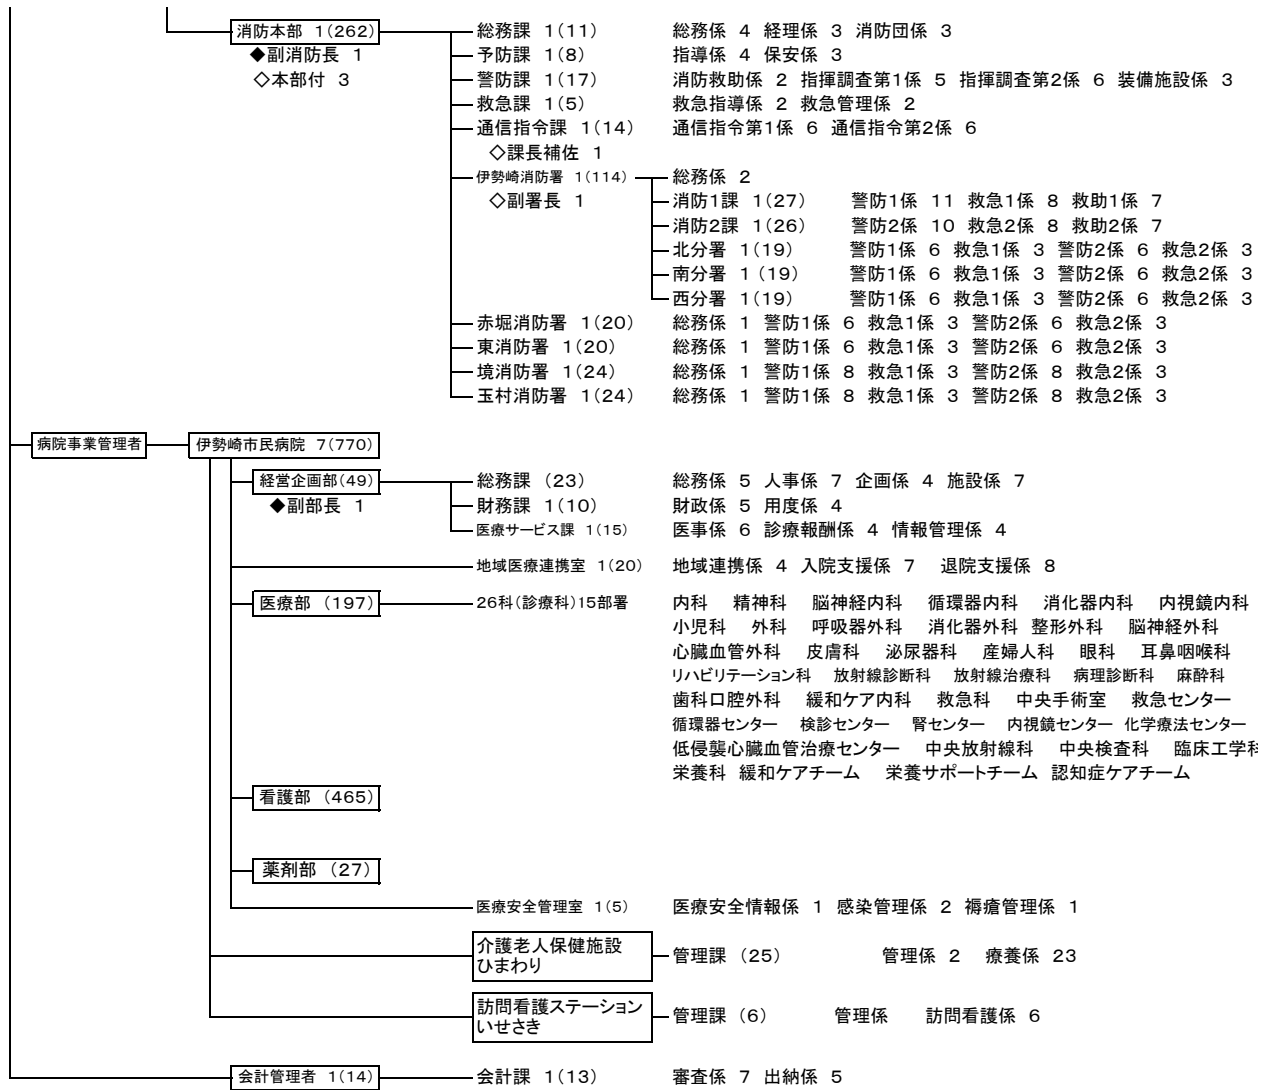 消防本部 1(262) 総務課 1(11) 総務係 4 経理係 3 消防団係 3
◆副消防長 1 予防課 1(8) 指導係 4 保安係 3
◇本部付 3 警防課 1(17) 消防救助係 2 指揮調査第1係 5 指揮調査第2係 6 装備施設係 3
救急課 1(5) 救急指導係 2 救急管理係 2
通信指令課 1(14) 通信指令第1係 6 通信指令第2係 6
◇課長補佐 1
伊勢崎消防署 1(114) 総務係 2
◇副署長 1 消防1課 1(27) 警防1係 11 救急1係 8 救助1係 7
消防2課 1(26) 警防2係 10 救急2係 8 救助2係 7
北分署 1(19) 警防1係 6 救急1係 3 警防2係 6 救急2係 3
南分署 1(19) 警防1係 6 救急1係 3 警防2係 6 救急2係 3
西分署 1(19) 警防1係 6 救急1係 3 警防2係 6 救急2係 3
赤堀消防署 1(20) 総務係 1 警防1係 6 救急1係 3 警防2係 6 救急2係 3
東消防署 1(20) 総務係 1 警防1係 6 救急1係 3 警防2係 6 救急2係 3
境消防署 1(24) 総務係 1 警防1係 8 救急1係 3 警防2係 8 救急2係 3
玉村消防署 1(24) 総務係 1 警防1係 8 救急1係 3 警防2係 8 救急2係 3
病院事業管理者 伊勢崎市民病院 7(770)
経営企画部(49) 総務課 (23) 総務係 5 人事係 7 企画係 4 施設係 7
◆副部長 1 財務課 1(10) 財政係 5 用度係 4
医療サービス課 1(15) 医事係 6 診療報酬係 4 情報管理係 4
地域医療連携室 1(20) 地域連携係 4 入院支援係 7 退院支援係 8
医療部 (197) 26科(診療科)15部署 内科 精神科 脳神経内科 循環器内科 消化器内科 内視鏡内科
小児科 外科 呼吸器外科 消化器外科 整形外科 脳神経外科
心臓血管外科 皮膚科 泌尿器科 産婦人科 眼科 耳鼻咽喉科
リハビリテーション科 放射線診断科 放射線治療科 病理診断科 麻酔科
歯科口腔外科 緩和ケア内科 救急科 中央手術室 救急センター
循環器センター 検診センター 腎センター 内視鏡センター 化学療法センター
低侵襲心臓血管治療センター 中央放射線科 中央検査科 臨床工学科
栄養科 緩和ケアチーム 栄養サポートチーム 認知症ケアチーム
看護部 (465)
薬剤部 (27)
医療安全管理室 1(5) 医療安全情報係 1 感染管理係 2 褥瘡管理係 1
介護老人保健施設
ひまわり 管理課 (25) 管理係 2 療養係 23
訪問看護ステーション
いせさき 管理課 (6) 管理係 訪問看護係 6
会計管理者 1(14) 会計課 1(13) 審査係 7 出納係 5